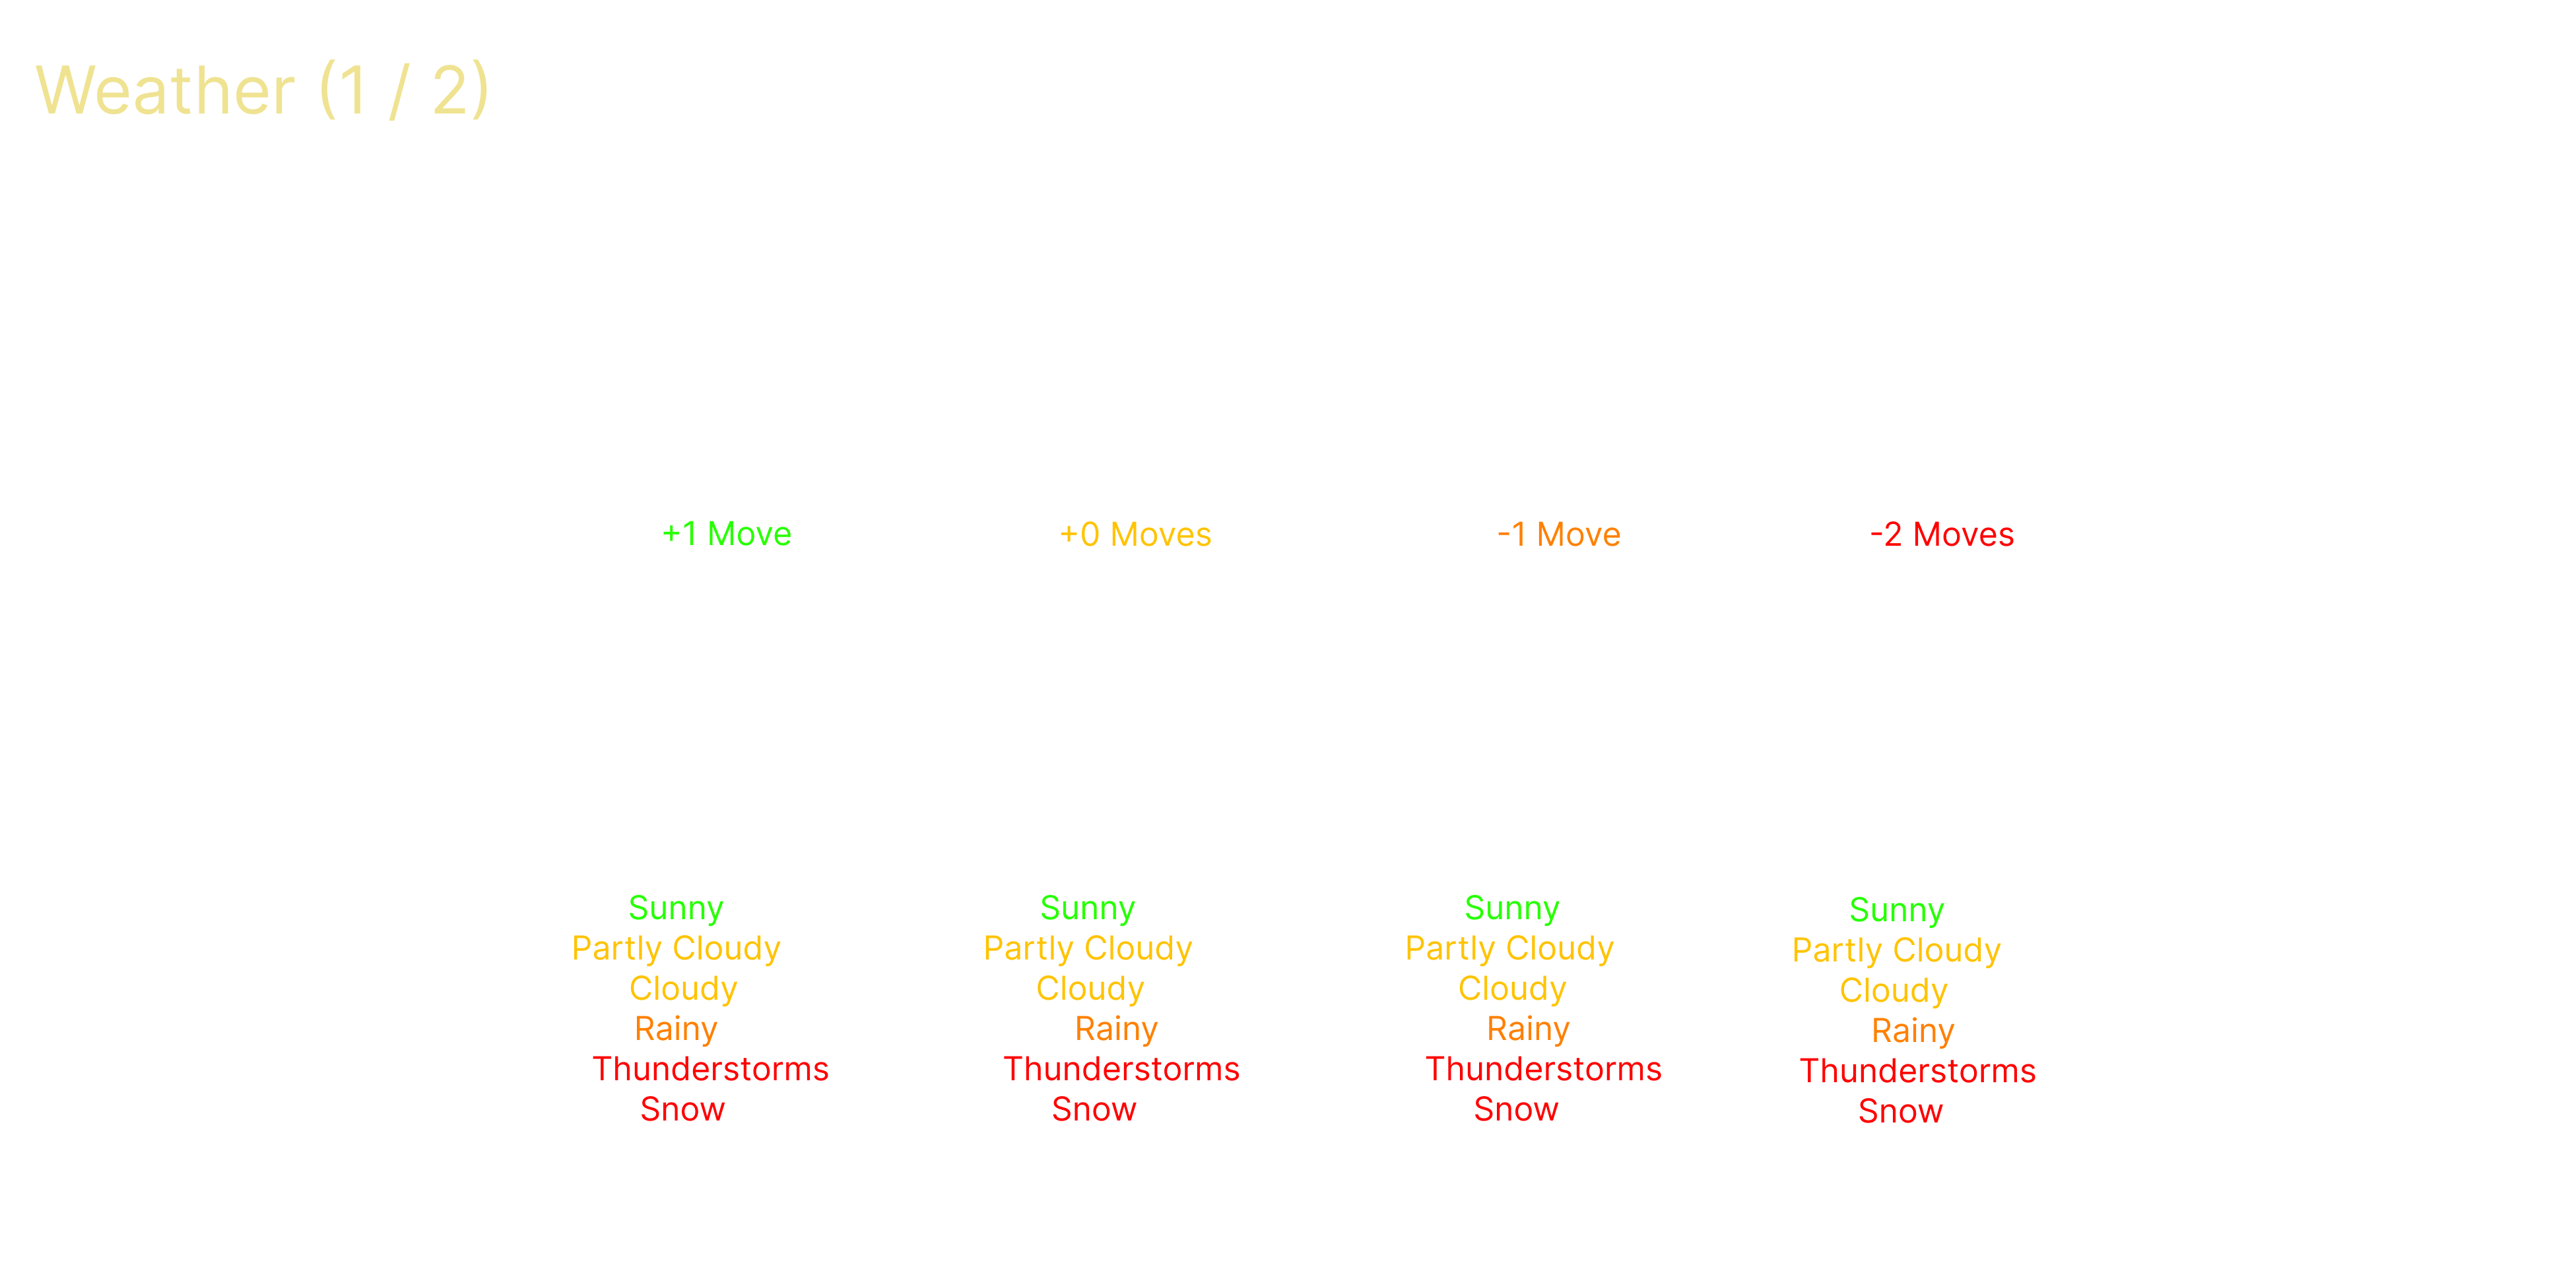 Weather (1 / 2)
+1 Move +0 Moves -1 Move -2 Moves
Sunny Sunny Sunny Sunny
Partly Cloudy Partly Cloudy Partly Cloudy Partly Cloudy
Cloudy Cloudy Cloudy Cloudy
Rainy Rainy Rainy Rainy
Thunderstorms Thunderstorms Thunderstorms Thunderstorms
Snow Snow Snow Snow